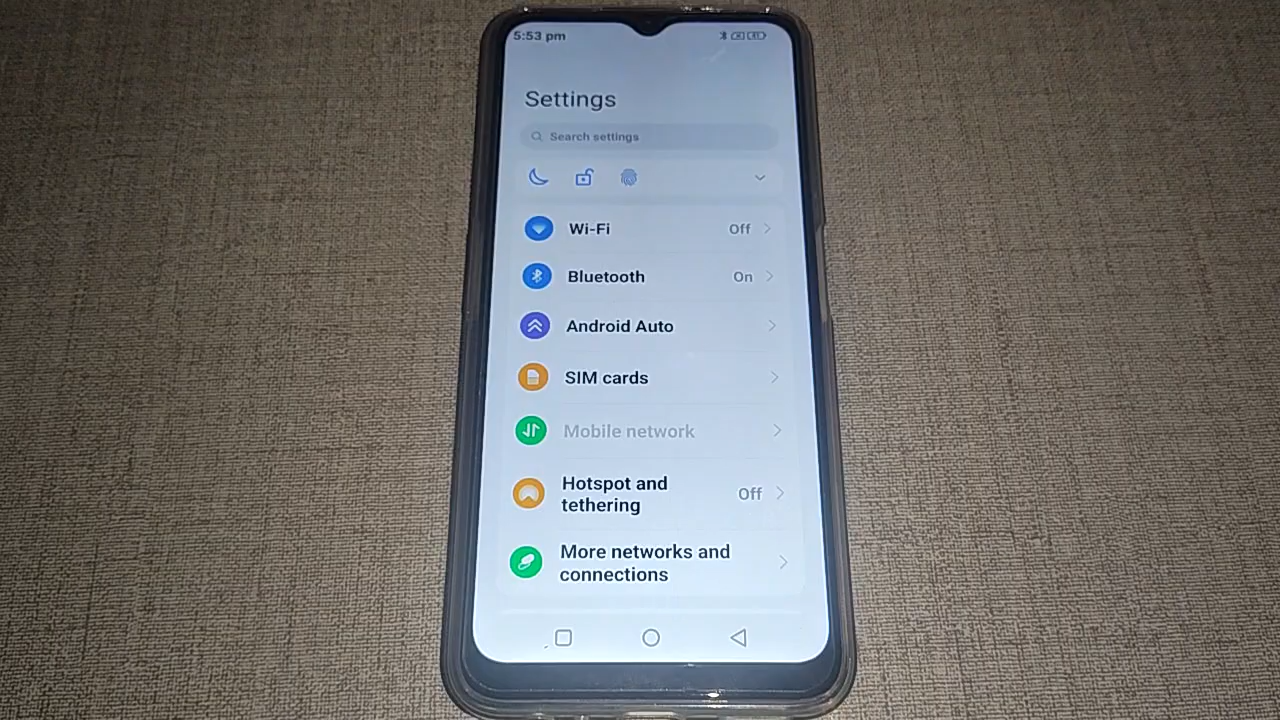 5:53 pm
Settings
Search settings
Wi-Fi Off
Bluetooth On
Android Auto
SIM cards
Mobile network
Hotspot and
tethering Off
More networks and
connections